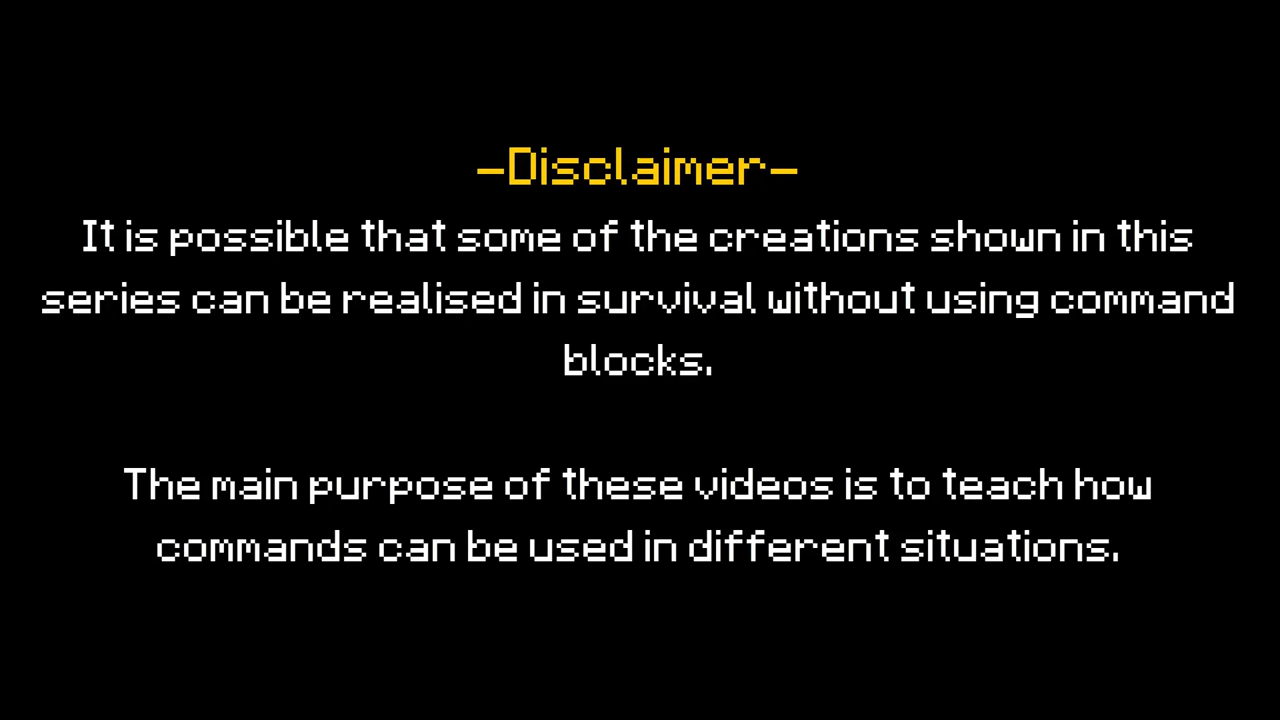 -Disclaimer-
It is possible that some of the creations shown in this
series can be realised in survival without using command
blocks.
The main purpose of these videos is to teach how
commands can be used in different situations.